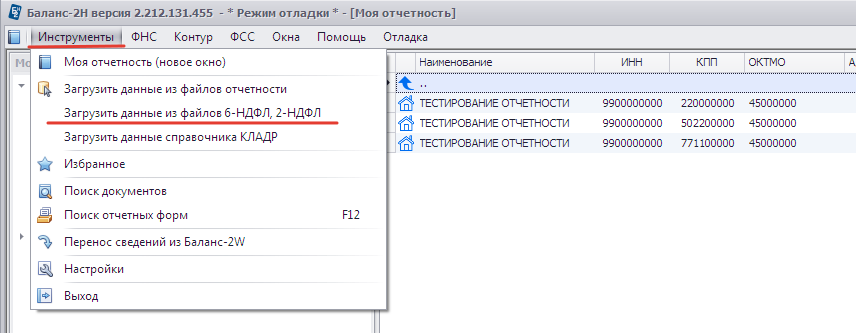 Баланс-2Н версия 2.212.131.455 - * Режим отладки * - [Моя отчетность]
Инструменты ФНС Контур ФСС Окна Помощь Отладка
Моя отчетность (новое окно)
Загрузить данные из файлов отчетности
Загрузить данные из файлов 6-НДФЛ, 2-НДФЛ
Загрузить данные справочника КЛАДР
Избранное
Поиск документов
Поиск отчетных форм F12
Перенос сведений из Баланс-2W
Настройки
Выход
Мо
Наименование ИНН КПП ОКТМО А
..
ТЕСТИРОВАНИЕ ОТЧЕТНОСТИ 9900000000 220000000 45000000
ТЕСТИРОВАНИЕ ОТЧЕТНОСТИ 9900000000 502200000 45000000
ТЕСТИРОВАНИЕ ОТЧЕТНОСТИ 9900000000 771100000 45000000